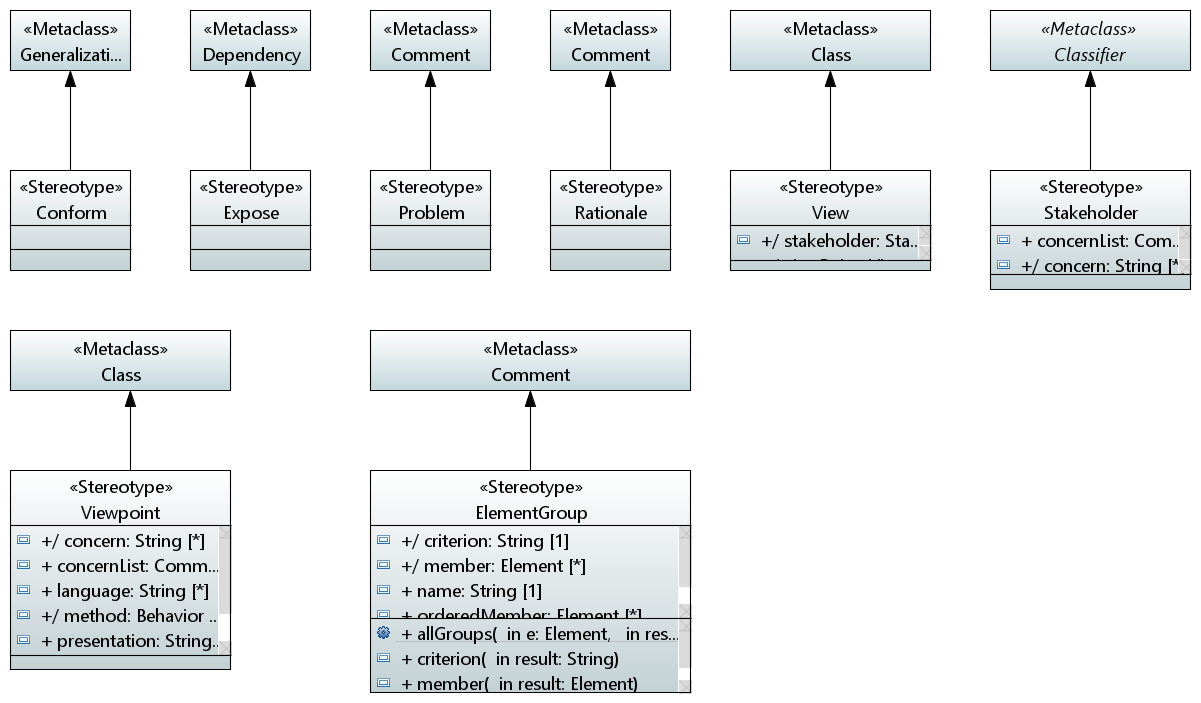 «Metaclass»
Generalizati...
«Metaclass»
Dependency
«Metaclass»
Comment
«Metaclass»
Comment
«Metaclass»
Class
«Metaclass»
Classifier
«Stereotype»
Conform
«Stereotype»
Expose
«Stereotype»
Problem
«Stereotype»
Rationale
«Stereotype»
View
+/ stakeholder: Sta..
«Stereotype»
Stakeholder
+ concernList: Com..
+/ concern: String [*
«Metaclass»
Class
«Metaclass»
Comment
«Stereotype»
Viewpoint
+/ concern: String [*]
+ concernList: Comm...
+ language: String [*]
+/ method: Behavior ..
+ presentation: String..
«Stereotype»
ElementGroup
+/ criterion: String [1]
+/ member: Element [*]
+ name: String [1]
+ orderedMember: Element [*]
+ allGroups( in e: Element, in res...
+ criterion( in result: String)
+ member( in result: Element)